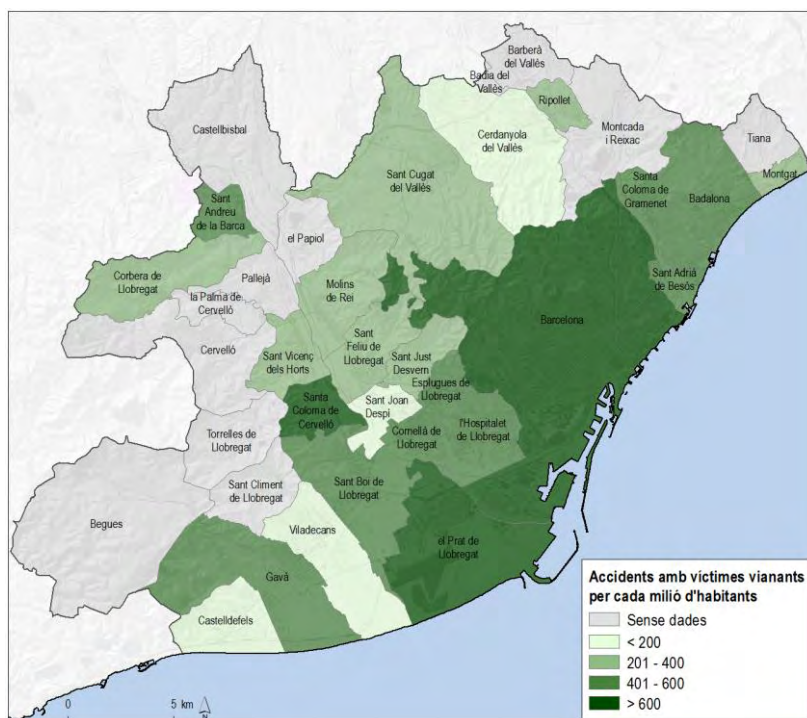 Barberà
del Vallès
Badia del
Vallès
Ripollet
Castellbisbal
Cerdanyola
del Vallès
Montcada
i Reixac
Tiana
Sant Cugat
del Vallès
Santa
Coloma de
Gramenet
Montgat
Badalona
Sant
Andreu
de la Barca
el Papiol
Corbera de
Llobregat
Pallejà
Molins
de Rei
Sant Adrià
de Besòs
la Palma de
Cervelló
Barcelona
Cervelló
Sant
Feliu de
Llobregat
Sant Vicenç
dels Horts
Sant Just
Desvern
Esplugues de
Llobregat
Santa
Coloma de
Cervelló
Sant Joan
Despí
Cornellà de
Llobregat
l'Hospitalet
de Llobregat
Torrelles de
Llobregat
Sant Climent
de Llobregat
Sant Boi de
Llobregat
Begues
Viladecans
el Prat de
Llobregat
Gavà
Castelldefels
Accidents amb víctimes vianants
per cada milió d'habitants
Sense dades
< 200
201 - 400
401 - 600
> 600
0 5 km
N